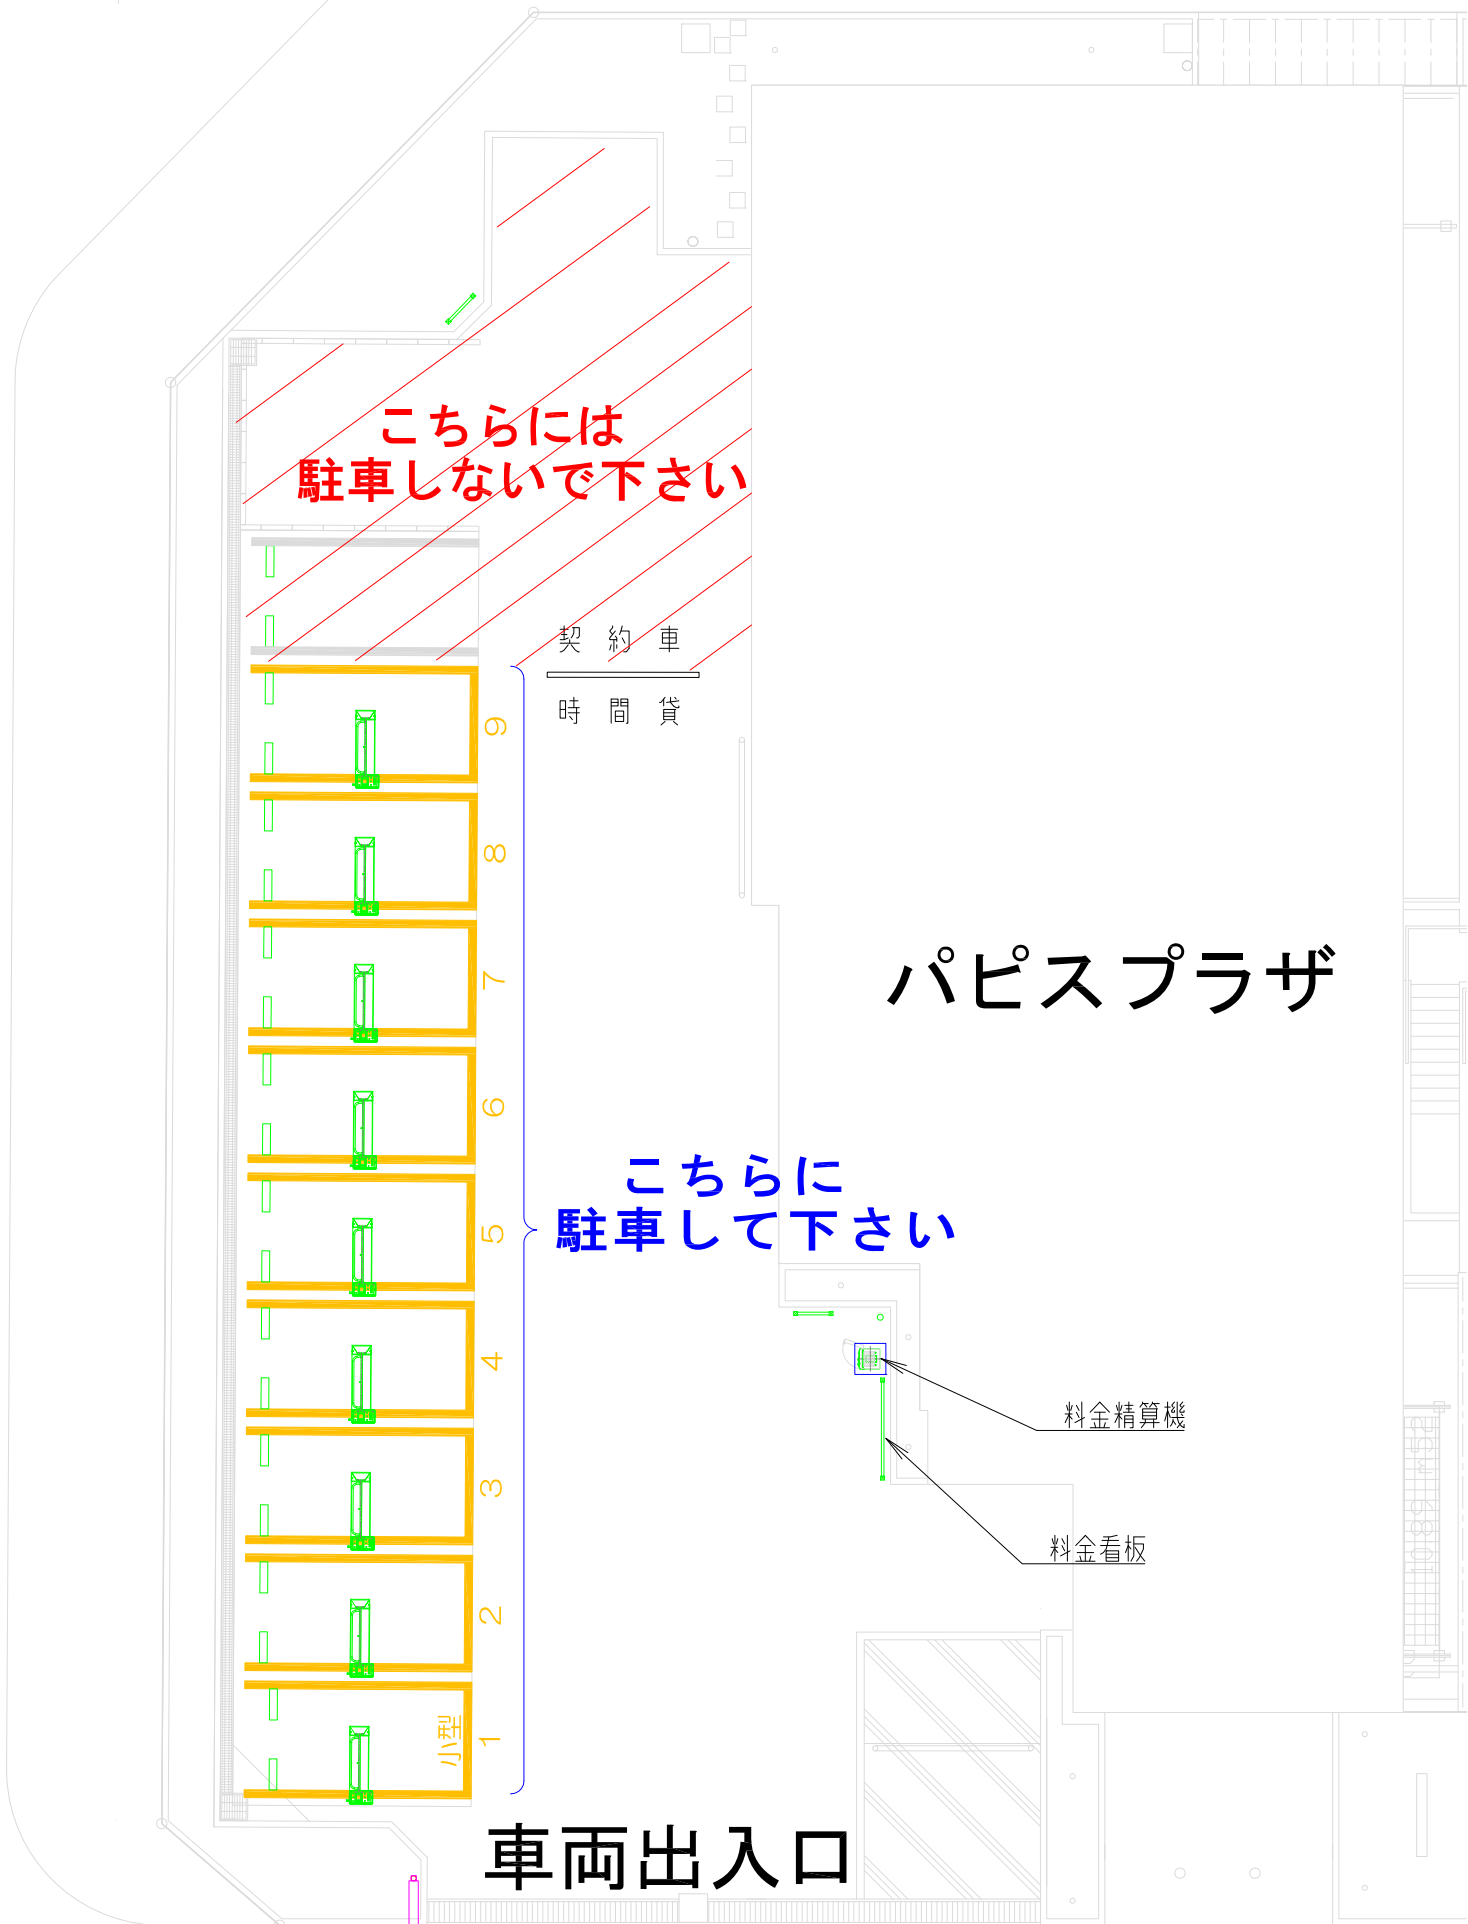 こちらには
駐車しないで下さい
契約車
時間貸
9
8
7
6
5
4
3
2
小型
1
パピスプラザ
こちらに
駐車して下さい
料金精算機
料金看板
車両出入口